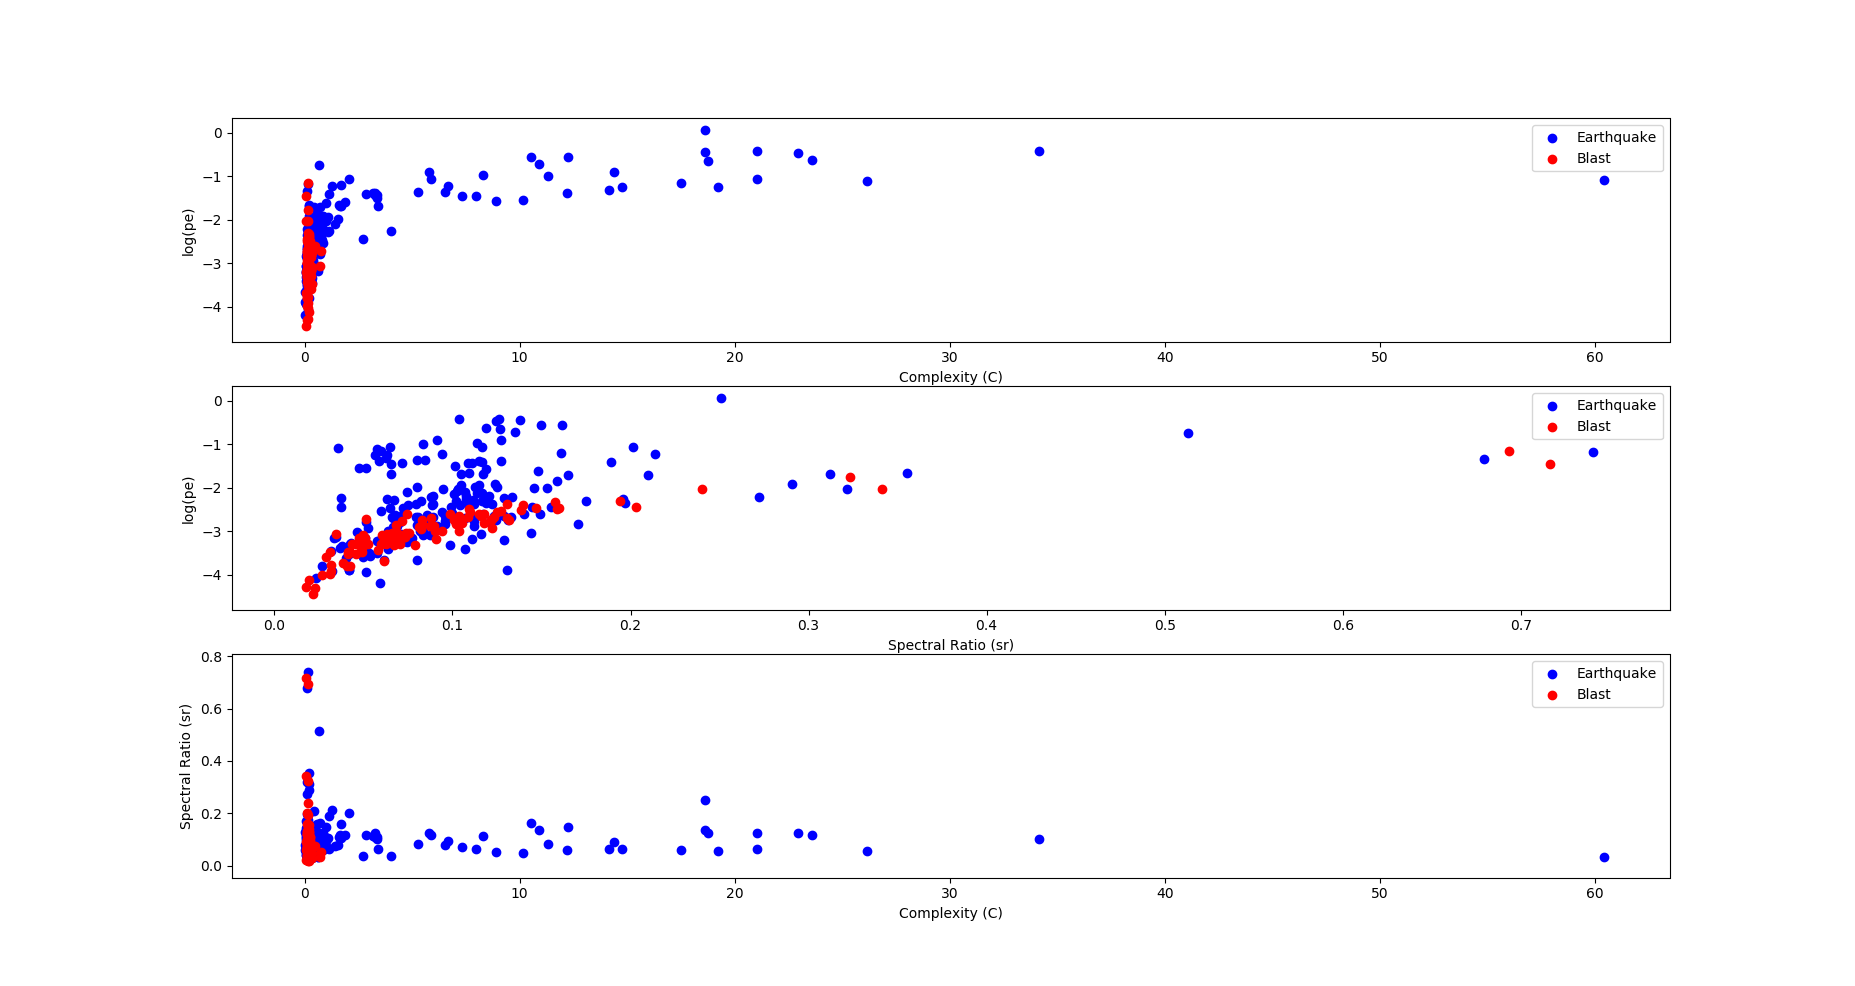 0
−1
−2
−3
−4
log(pe)
Earthquake
Blast
0 10 20 30 40 50 60
Complexity (C)
0
−1
−2
−3
−4
log(pe)
Earthquake
Blast
0.0 0.1 0.2 0.3 0.4 0.5 0.6 0.7
Spectral Ratio (sr)
0.8
0.6
0.4
0.2
0.0
Spectral Ratio (sr)
Earthquake
Blast
0 10 20 30 40 50 60
Complexity (C)